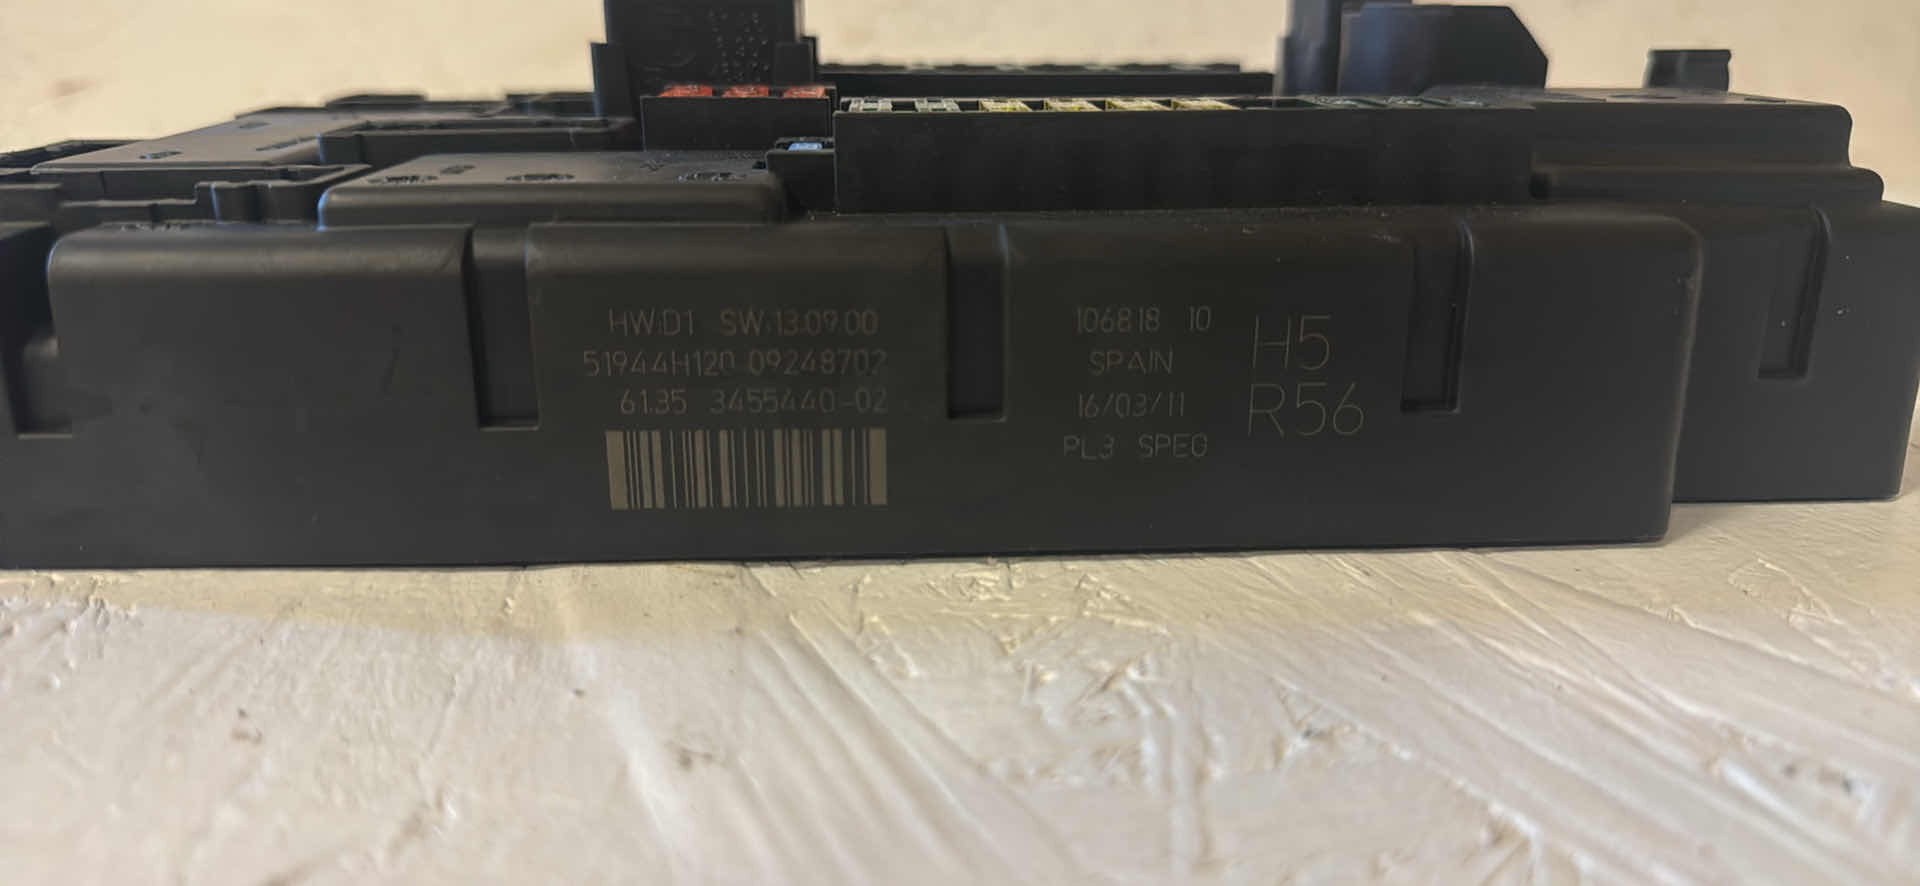 HW:D1 SW:13.09.00
51944H120 09248702
61.35 3455440-02
106818 10
SPAIN
16/03/11
PL3 SPEG
H5
R56